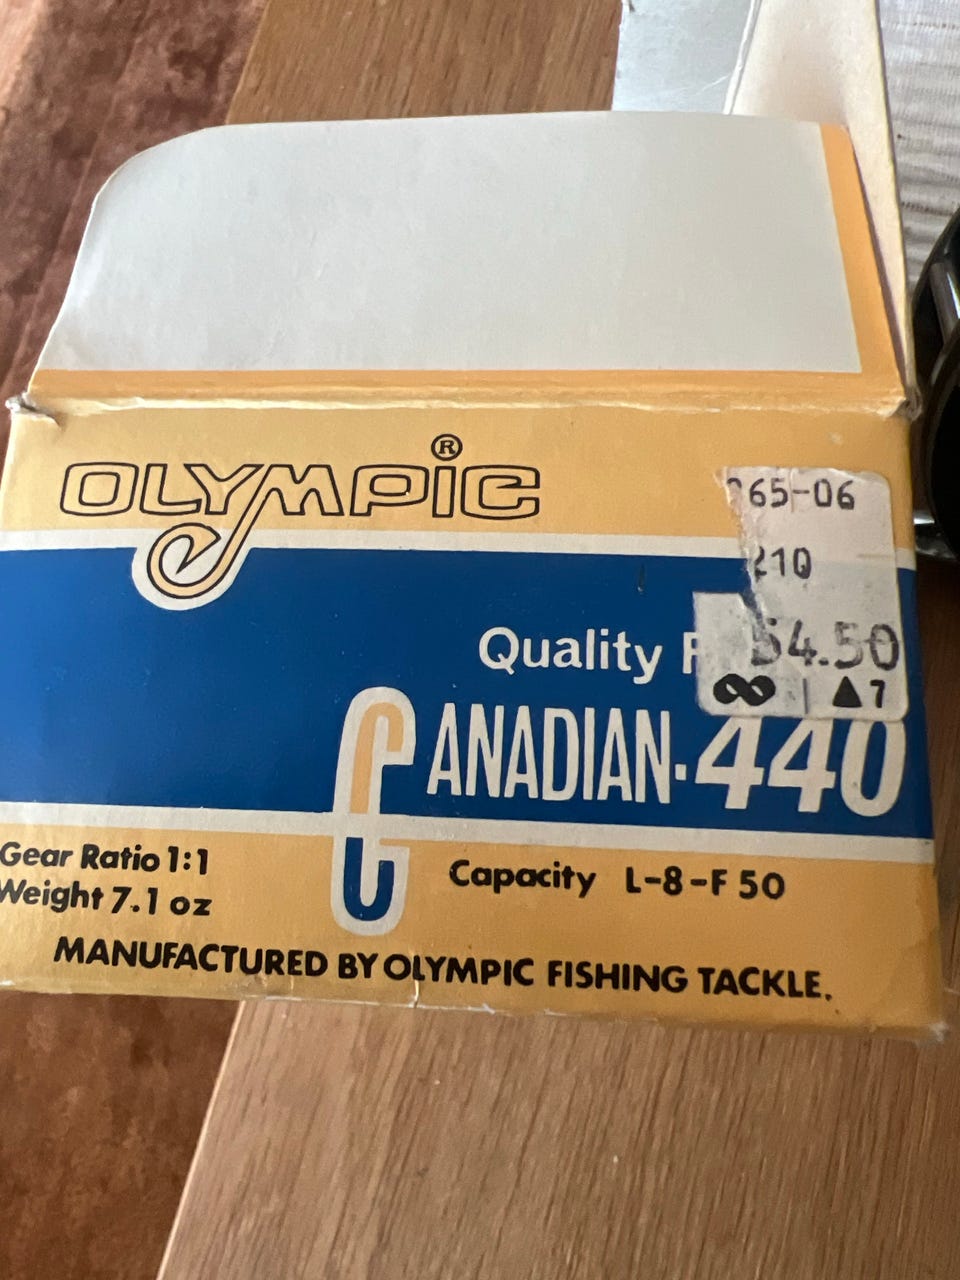 OLYMPIC®
65-06
210
54.50
Quality
∞ | ▲7
CANADIAN-440
Gear Ratio 1:1
Weight 7.1 oz
Capacity L-8-F 50
MANUFACTURED BY OLYMPIC FISHING TACKLE.